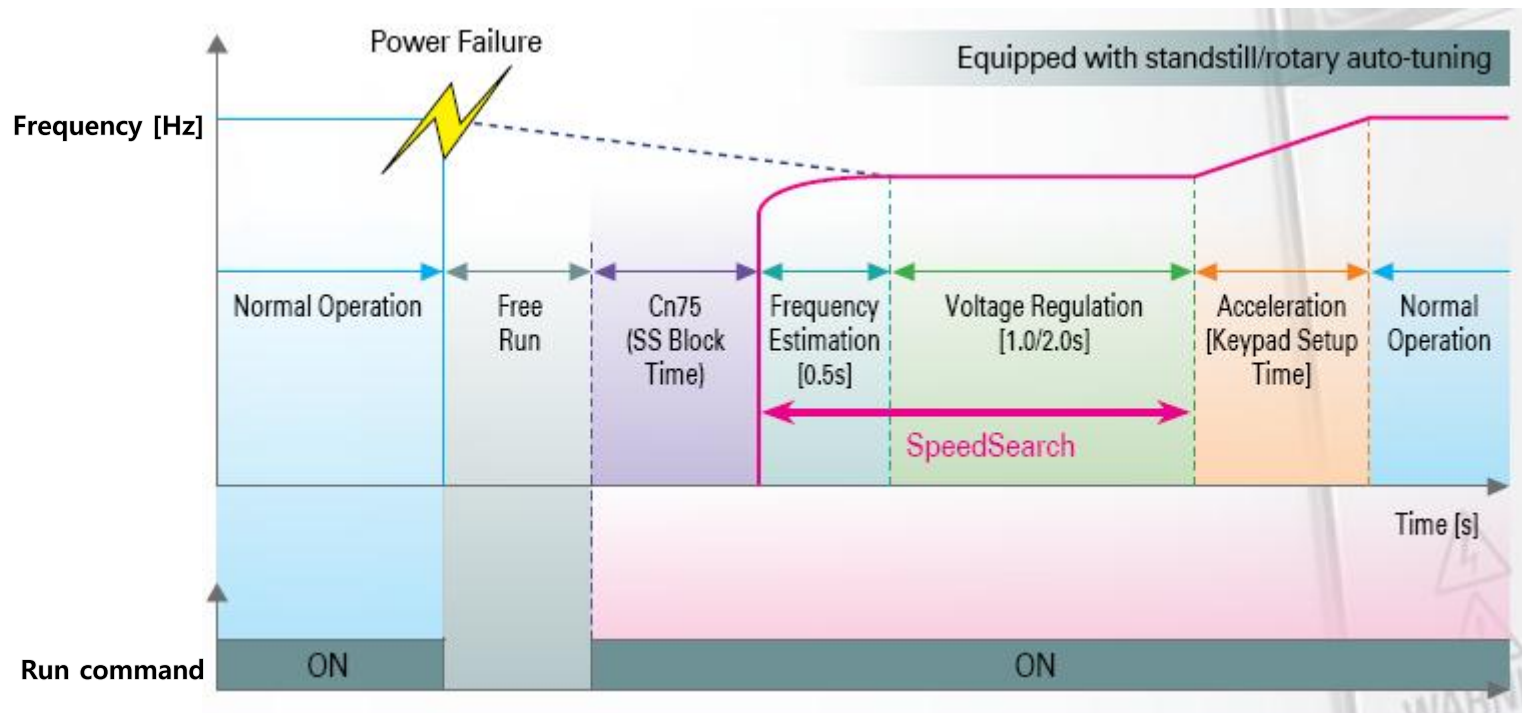 Power Failure
Equipped with standstill/rotary auto-tuning
Frequency [Hz]
Normal Operation
Free
Run
Cn75
(SS Block
Time)
Frequency
Estimation
[0.5s]
Voltage Regulation
[1.0/2.0s]
Acceleration
[Keypad Setup
Time]
Normal
Operation
SpeedSearch
Time [s]
Run command
ON
ON